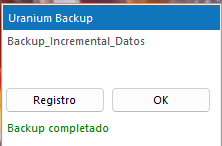 Uranium Backup
Backup_Incremental_Datos
Registro
OK
Backup completado